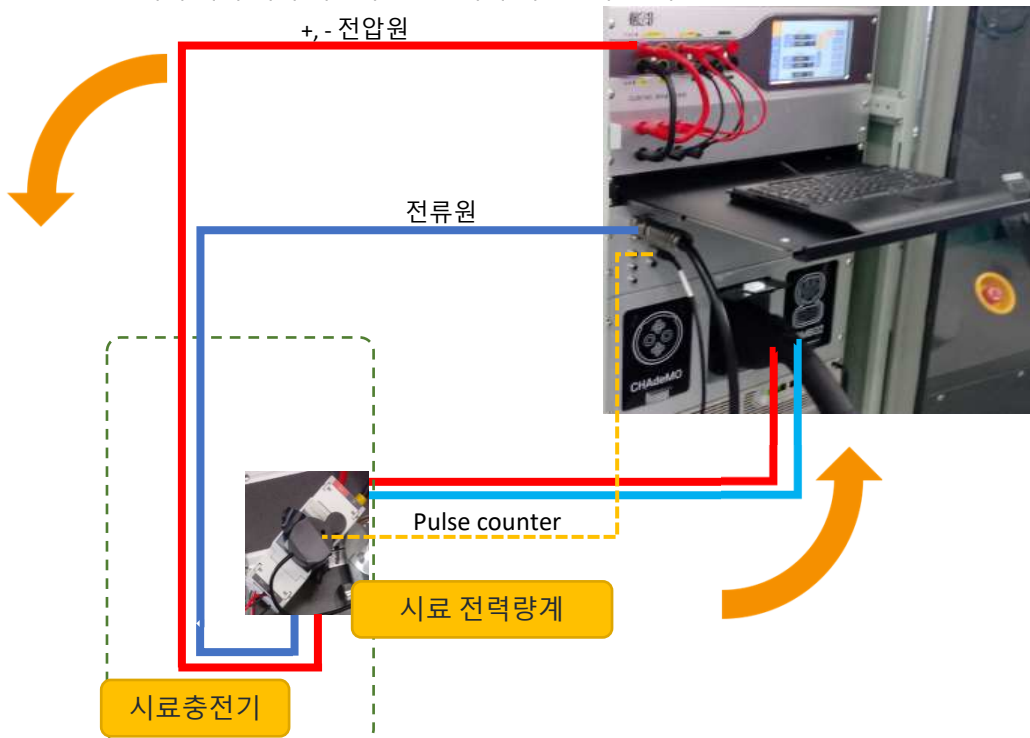 +, - 전압원
전류원
CHAdeMO
Pulse counter
시료 전력량계
시료충전기